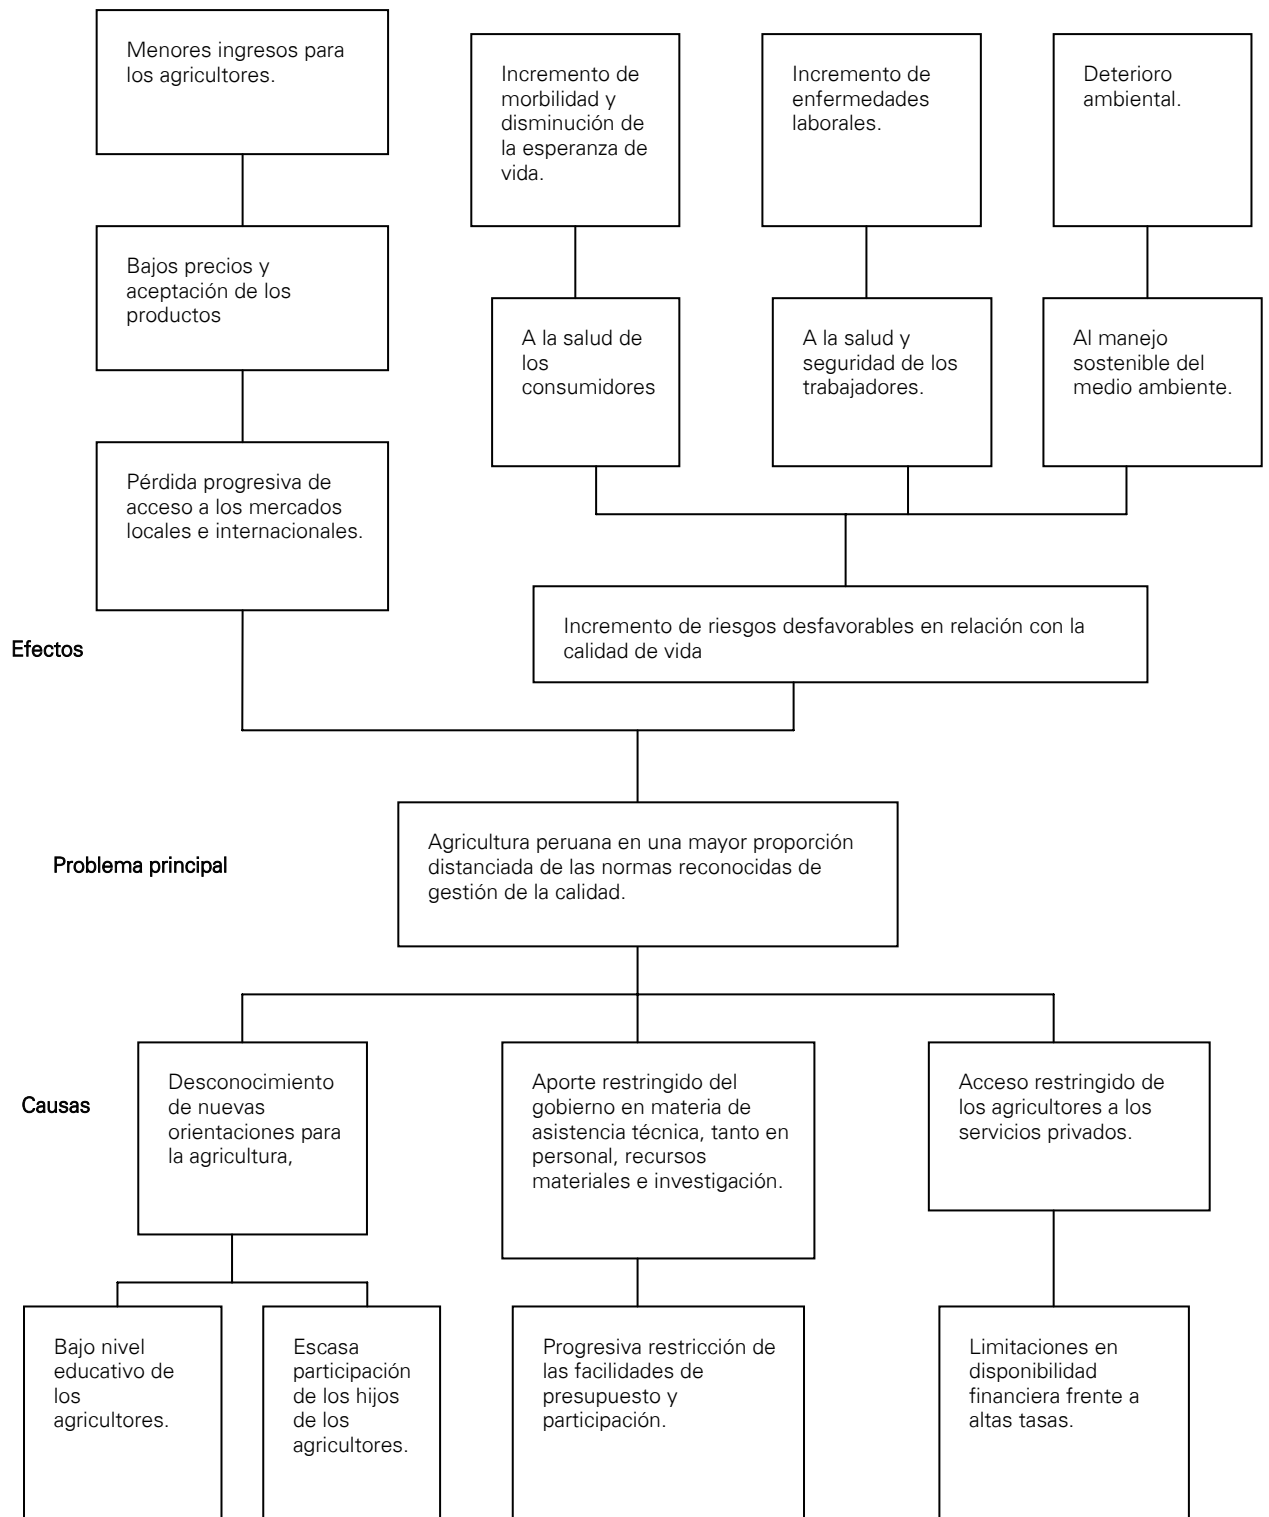 Menores ingresos para
los agricultores.
Incremento de
morbilidad y
disminución de
la esperanza de
vida.
Incremento de
enfermedades
laborales.
Deterioro
ambiental.
Bajos precios y
aceptación de los
productos
A la salud de
los
consumidores
A la salud y
seguridad de los
trabajadores.
Al manejo
sostenible del
medio ambiente.
Pérdida progresiva de
acceso a los mercados
locales e internacionales.
Efectos
Incremento de riesgos desfavorables en relación con la
calidad de vida
Problema principal
Agricultura peruana en una mayor proporción
distanciada de las normas reconocidas de
gestión de la calidad.
Causas
Desconocimiento
de nuevas
orientaciones para
la agricultura,
Aporte restringido del
gobierno en materia de
asistencia técnica, tanto en
personal, recursos
materiales e investigación.
Acceso restringido de
los agricultores a los
servicios privados.
Bajo nivel
educativo de
los
agricultores.
Escasa
participación
de los hijos
de los
agricultores.
Progresiva restricción de
las facilidades de
presupuesto y
participación.
Limitaciones en
disponibilidad
financiera frente a
altas tasas.